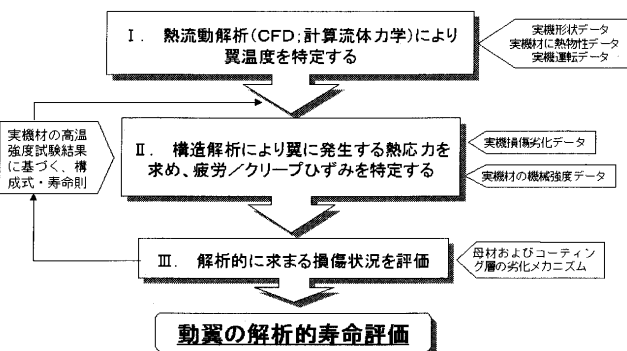 Ⅰ. 熱流動解析(CFD;計算流体力学)により
翼温度を特定する
実機形状データ
実機材に熱物性データ
実機運転データ
実機材の高温
強度試験結果
に基づく、構
成式・寿命則
Ⅱ. 構造解析により翼に発生する熱応力を
求め、疲労／クリープひずみを特定する
実機損傷劣化データ
実機材の機械強度データ
Ⅲ. 解析的に求まる損傷状況を評価
母材およびコーティン
グ層の劣化メカニズム
動翼の解析的寿命評価